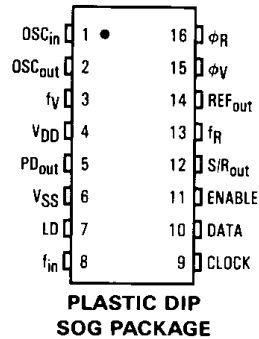 OSCin 1 16 ϕR
OSCout 2 15 ϕV
fV 3 14 REFout
VDD 4 13 fR
PDout 5 12 S/Rout
VSS 6 11 ENABLE
LD 7 10 DATA
fin 8 9 CLOCK
PLASTIC DIP
SOG PACKAGE